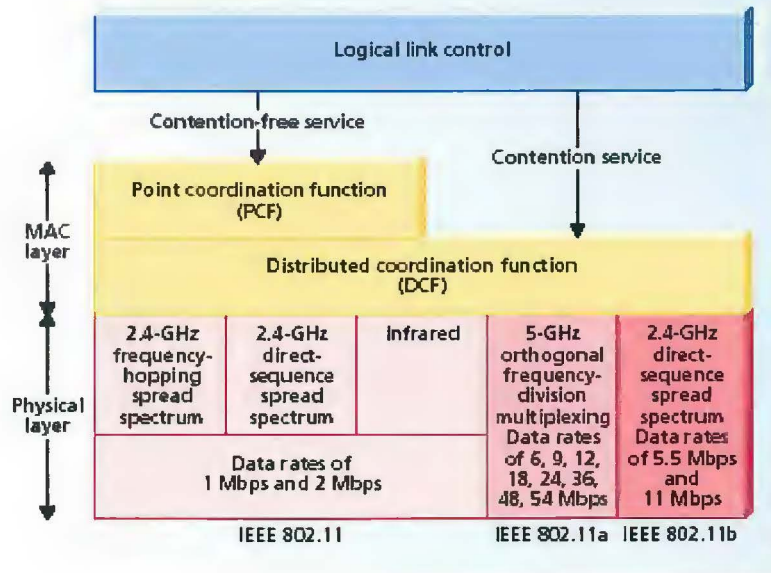 Logical link control
Contention-free service
Contention service
Point coordination function
(PCF)
MAC
layer
Distributed coordination function
(DCF)
Physical
layer
2.4-GHz
frequency-
hopping
spread
spectrum
2.4-GHz
direct-
sequence
spread
spectrum
Infrared
Data rates of
1 Mbps and 2 Mbps
5-GHz
orthogonal
frequency-
division
multiplexing
Data rates
of 6, 9, 12,
18, 24, 36,
48, 54 Mbps
2.4-GHz
direct-
sequence
spread
spectrum
Data rates
of 5.5 Mbps
and
11 Mbps
IEEE 802.11
IEEE 802.11a
IEEE 802.11b